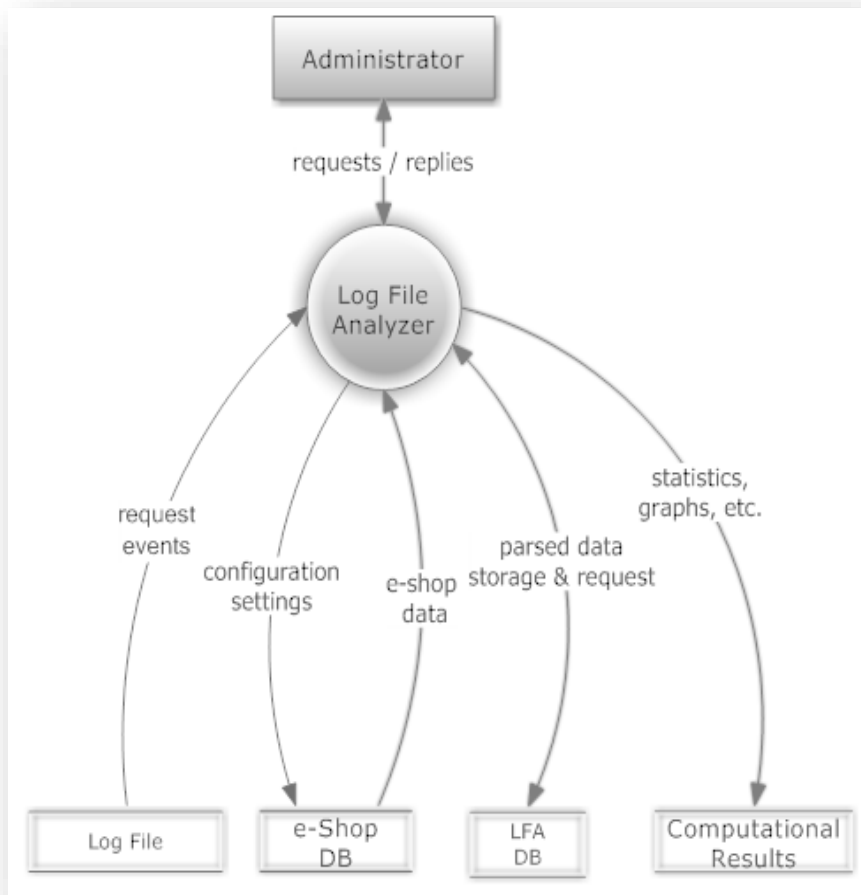 Administrator
requests / replies
Log File
Analyzer
request
events
configuration
settings
e-shop
data
parsed data
storage & request
statistics,
graphs, etc.
Log File
e-Shop
DB
LFA
DB
Computational
Results